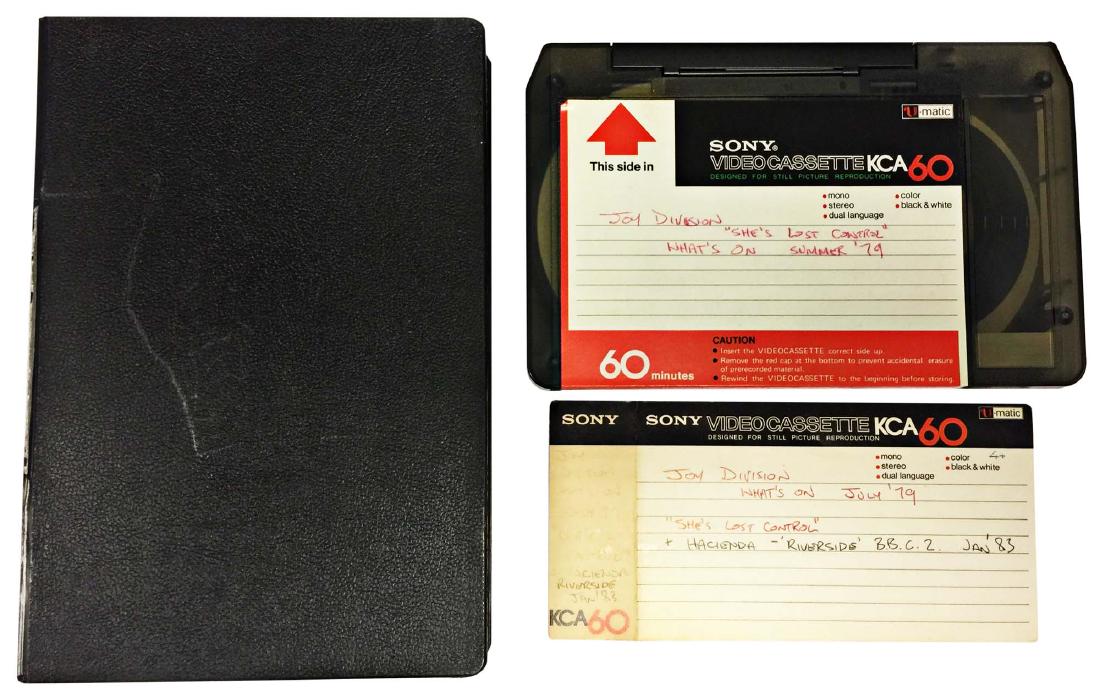 U-matic
SONY®
VIDEOCASSETTE KCA60
DESIGNED FOR STILL PICTURE REPRODUCTION
This side in
mono
stereo
dual language
color
black & white
JOY DIVISION
"SHE'S LOST CONTROL"
WHAT'S ON SUMMER '79
60 minutes
CAUTION
Insert the VIDEOCASSETTE correct side up.
Remove the red cap at the bottom to prevent accidental erasure
of prerecorded material.
Rewind the VIDEOCASSETTE to the beginning before storing.
SONY
SONY VIDEOCASSETTE KCA60
U-matic
DESIGNED FOR STILL PICTURE REPRODUCTION
mono
stereo
dual language
color
black & white
JOY DIVISION
WHAT'S ON JULY '79
"SHE'S LOST CONTROL"
+ HACIENDA - 'RIVERSIDE' B.B.C. 2. JAN '83
RIVERSIDE
JAN '83
KCA60